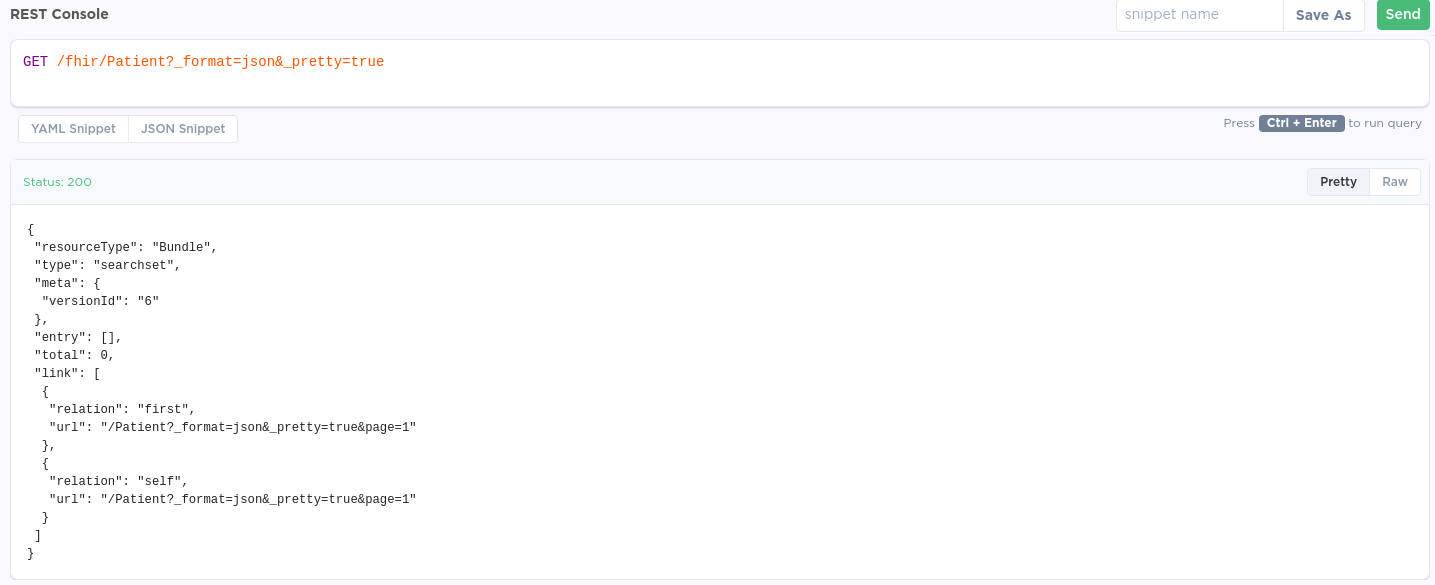 REST Console
snippet name Save As Send
GET /fhir/Patient?_format=json&_pretty=true
YAML Snippet JSON Snippet Press Ctrl + Enter to run query
Status: 200 Pretty Raw
{
 "resourceType": "Bundle",
 "type": "searchset",
 "meta": {
  "versionId": "6"
 },
 "entry": [],
 "total": 0,
 "link": [
  {
   "relation": "first",
   "url": "/Patient?_format=json&_pretty=true&page=1"
  },
  {
   "relation": "self",
   "url": "/Patient?_format=json&_pretty=true&page=1"
  }
 ]
}